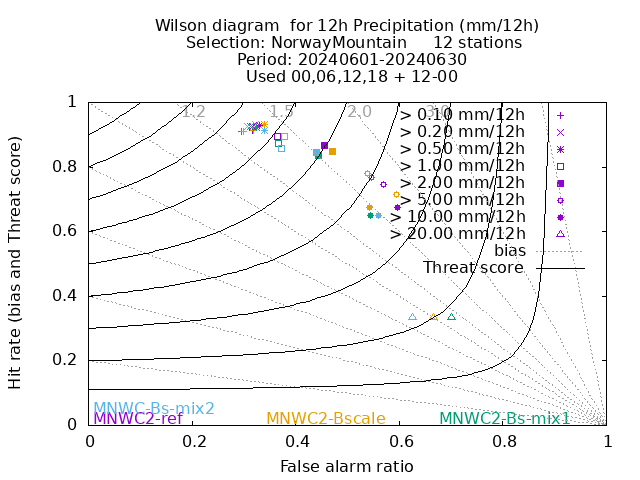 Wilson diagram  for 12h Precipitation (mm/12h)
Selection: NorwayMountain     12 stations
Period: 20240601-20240630
Used 00,06,12,18 + 12-00
1.2 1.5 2.0 3.0
> 0.10 mm/12h
> 0.20 mm/12h
> 0.50 mm/12h
> 1.00 mm/12h
> 2.00 mm/12h
> 5.00 mm/12h
> 10.00 mm/12h
> 20.00 mm/12h
bias
Threat score
Hit rate (bias and Threat score)
1
0.8
0.6
0.4
0.2
0
MNWC-Bs-mix2
MNWC2-ref MNWC2-Bscale MNWC2-Bs-mix1
0 0.2 0.4 0.6 0.8 1
False alarm ratio